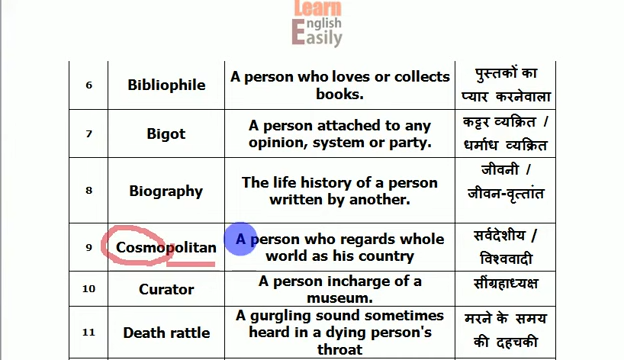 Learn
English
Easily
6 Bibliophile A person who loves or collects books. पुस्तकों का प्यार करनेवाला
7 Bigot A person attached to any opinion, system or party. कट्टर व्यक्रित / धर्माध व्यक्रित
8 Biography The life history of a person written by another. जीवनी / जीवन-वृत्तांत
9 Cosmopolitan A person who regards whole world as his country सर्वदेशीय / विश्ववादी
10 Curator A person incharge of a museum. सींग्रहाध्यक्ष
11 Death rattle A gurgling sound sometimes heard in a dying person's throat मरने के समय की दहचकी